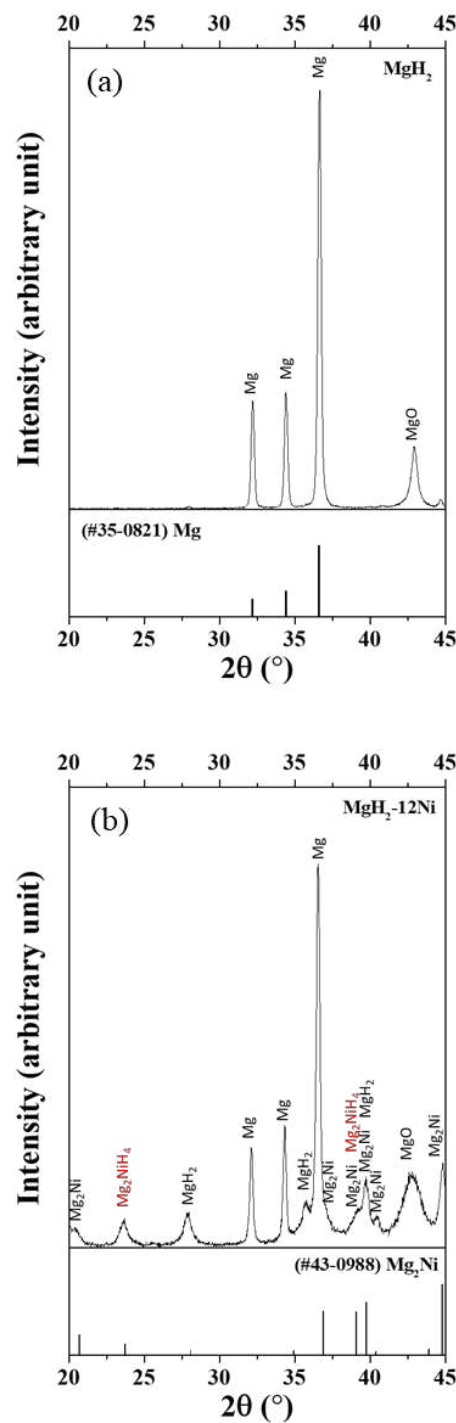 20 25 30 35 40 45
(a)
MgH₂
Mg
Mg
Mg
MgO
Intensity (arbitrary unit)
(#35-0821) Mg
20 25 30 35 40 45
2θ (°)
20 25 30 35 40 45
(b)
MgH₂-12Ni
Mg₂Ni
Mg₂NiH₄
MgH₂
Mg
Mg
MgH₂
Mg
Mg₂Ni
Mg₂Ni
Mg₂NiH₄
Mg₂Ni
MgH₂
Mg₂Ni
MgO
Mg₂Ni
Intensity (arbitrary unit)
(#43-0988) Mg₂Ni
20 25 30 35 40 45
2θ (°)